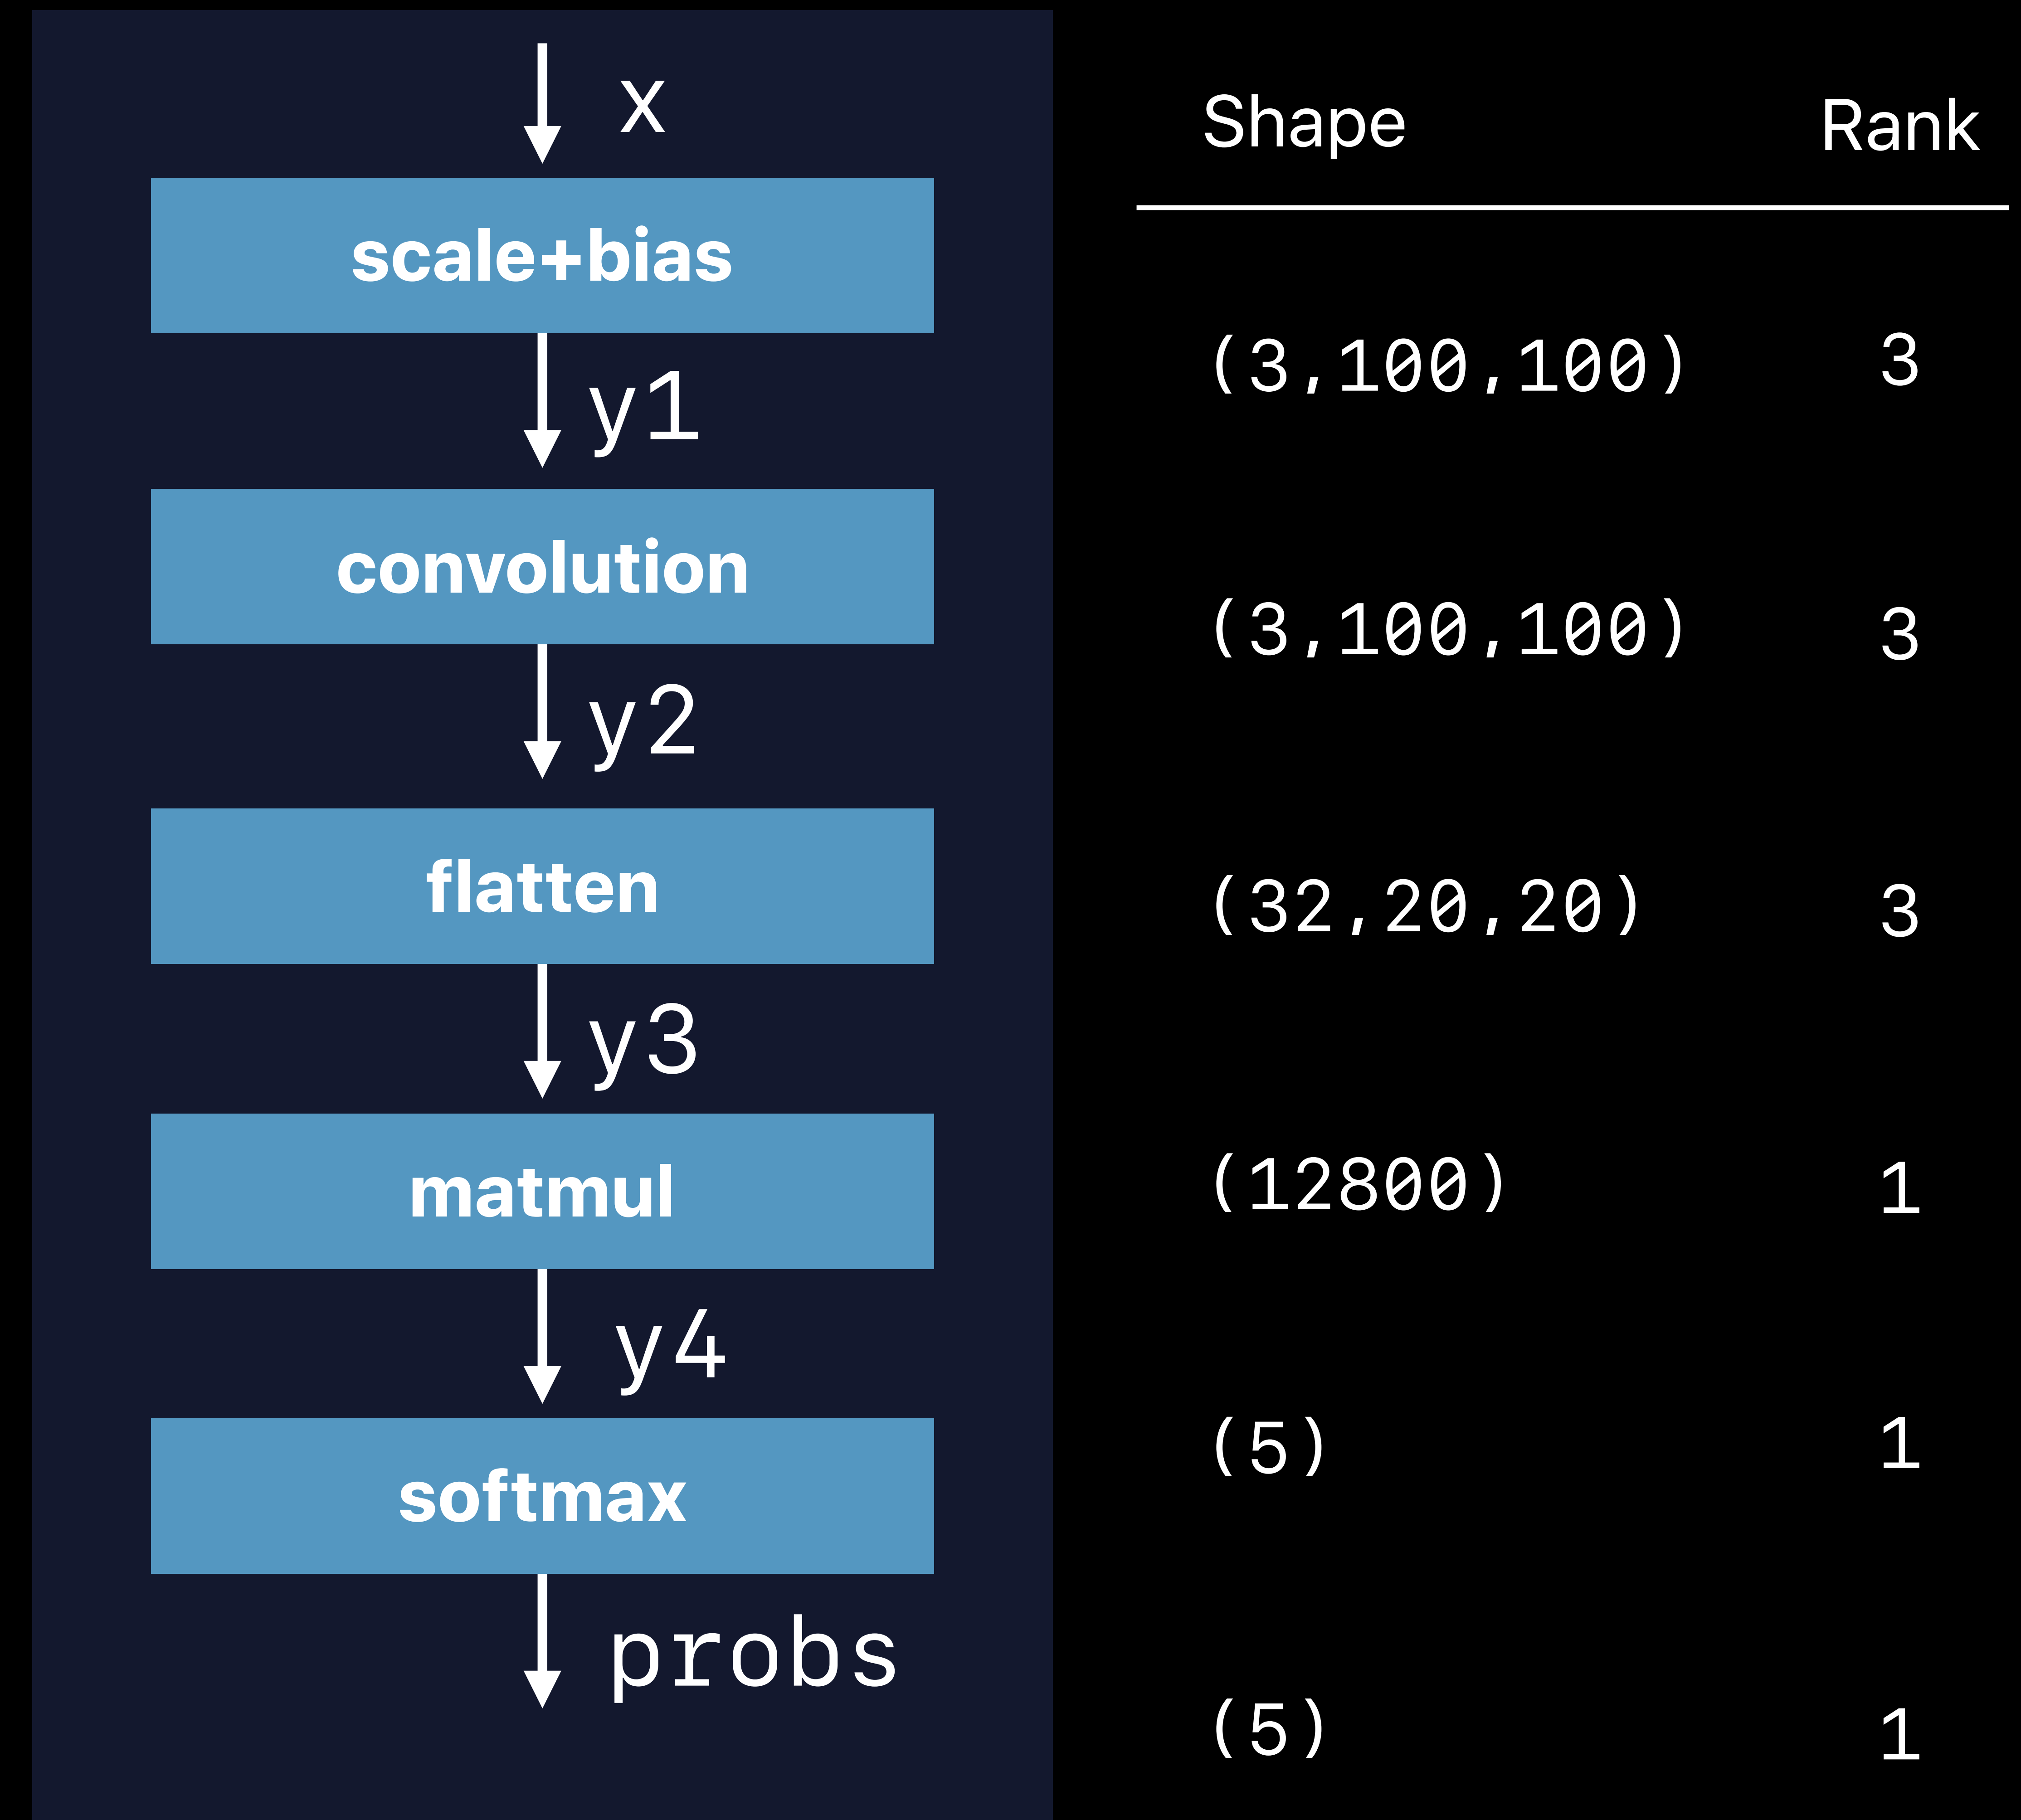 x
Shape Rank
scale+bias
(3,100,100) 3
y1
convolution
(3,100,100) 3
y2
flatten
(32,20,20) 3
y3
matmul
(12800) 1
y4
(5) 1
softmax
probs
(5) 1